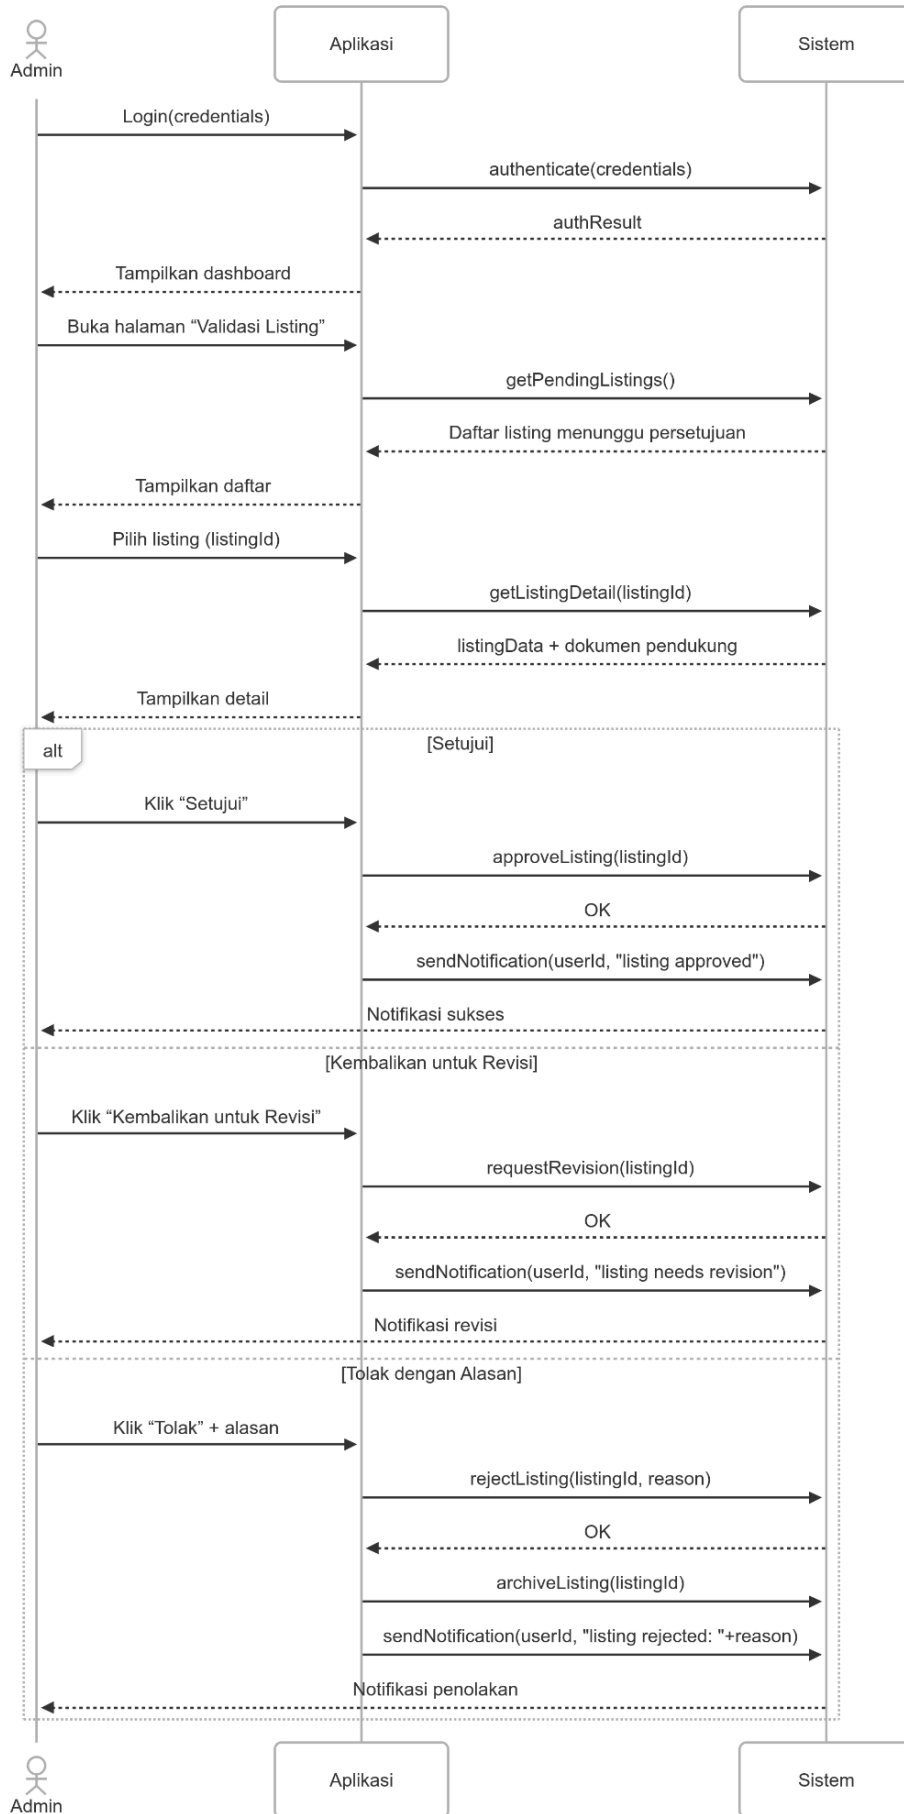 Admin
Aplikasi
Sistem
Login(credentials)
authenticate(credentials)
authResult
Tampilkan dashboard
Buka halaman “Validasi Listing”
getPendingListings()
Daftar listing menunggu persetujuan
Tampilkan daftar
Pilih listing (listingId)
getListingDetail(listingId)
listingData + dokumen pendukung
Tampilkan detail
alt
[Setujui]
Klik “Setujui”
approveListing(listingId)
OK
sendNotification(userId, "listing approved")
Notifikasi sukses
[Kembalikan untuk Revisi]
Klik “Kembalikan untuk Revisi”
requestRevision(listingId)
OK
sendNotification(userId, "listing needs revision")
Notifikasi revisi
[Tolak dengan Alasan]
Klik “Tolak” + alasan
rejectListing(listingId, reason)
OK
archiveListing(listingId)
sendNotification(userId, "listing rejected: "+reason)
Notifikasi penolakan
Admin
Aplikasi
Sistem